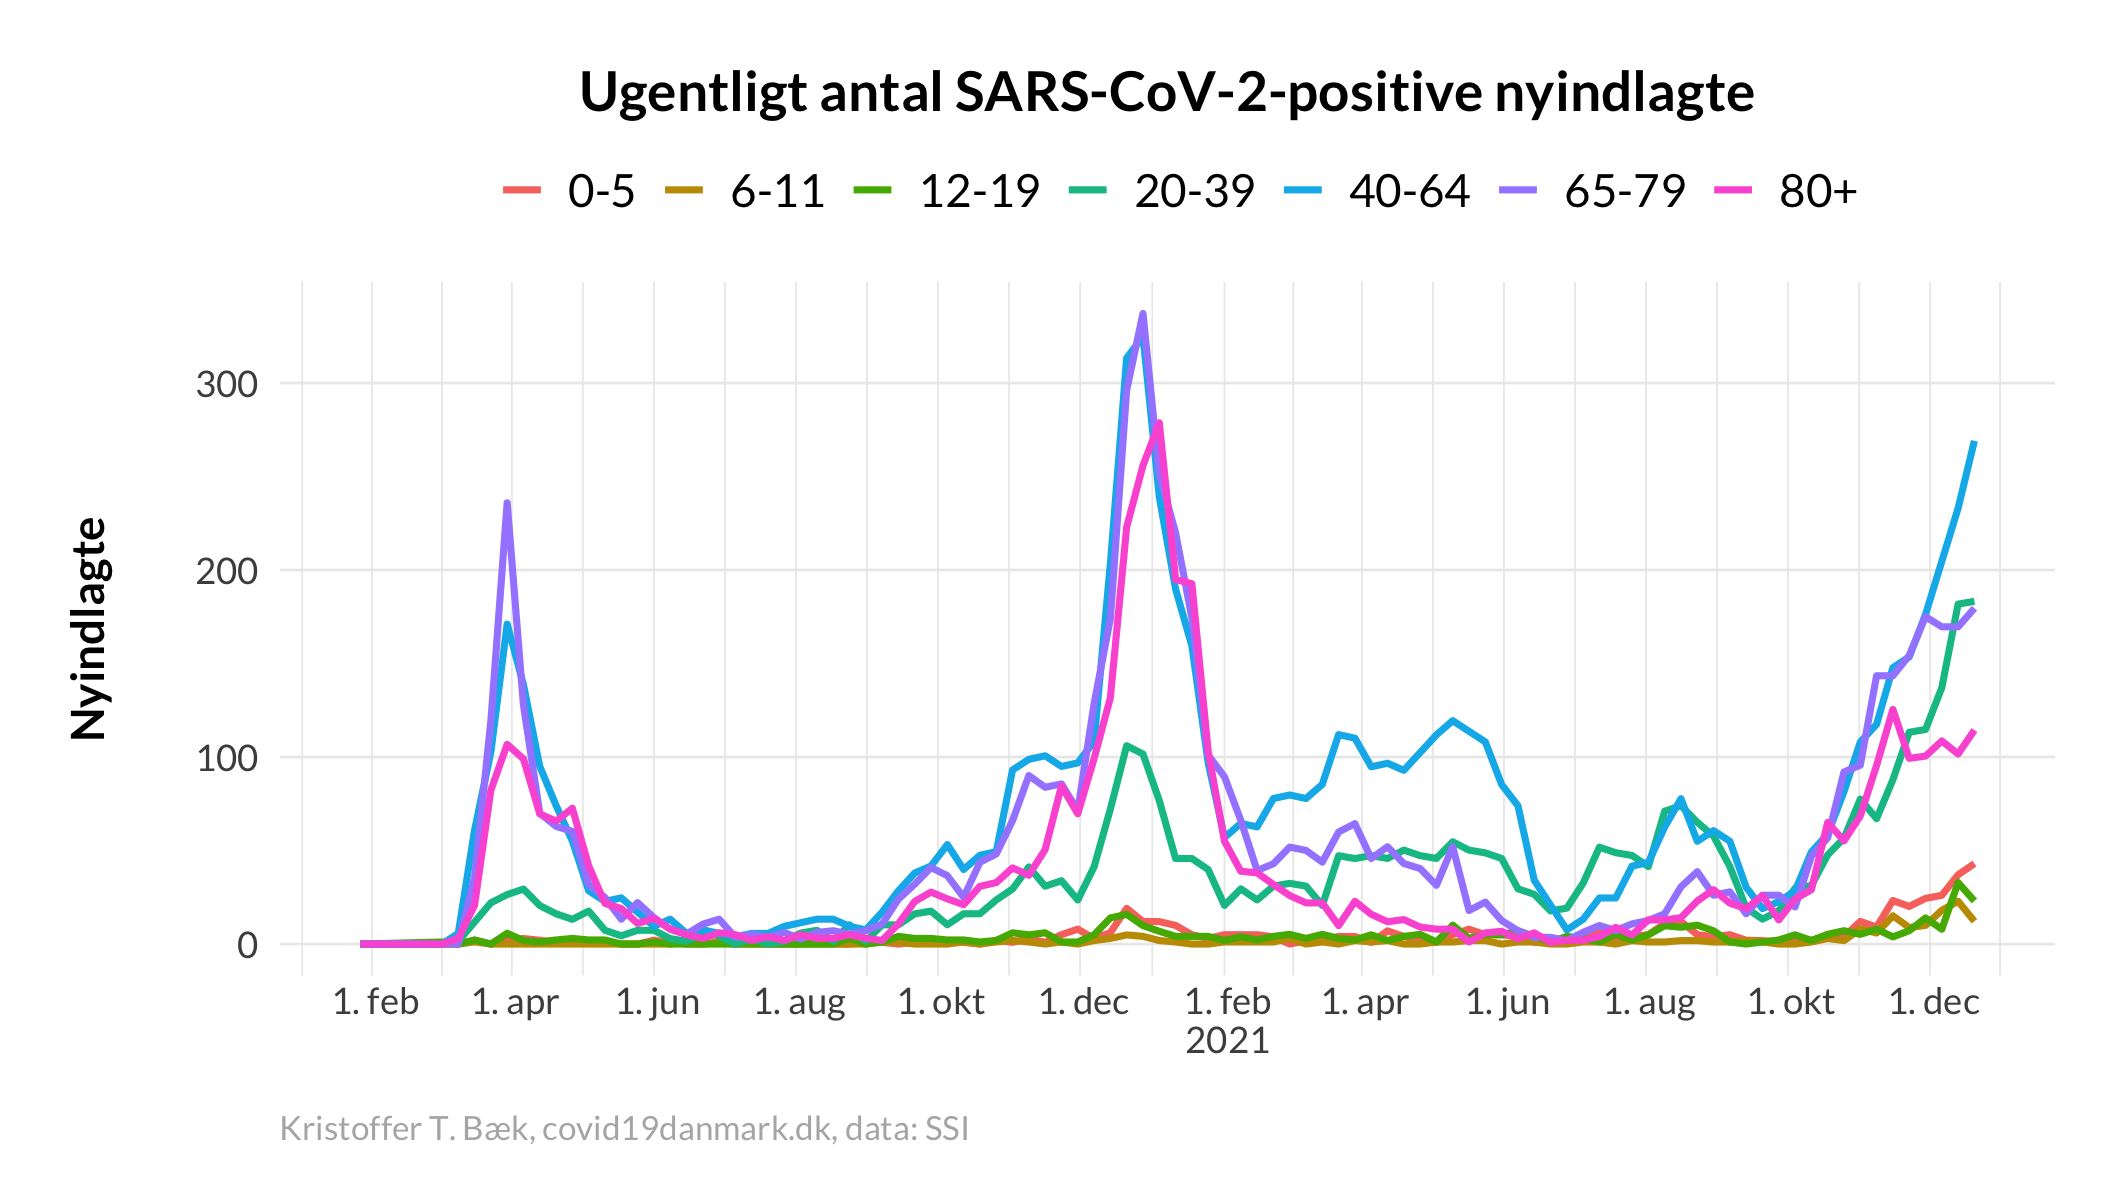 Ugentligt antal SARS-CoV-2-positive nyindlagte
0-5 6-11 12-19 20-39 40-64 65-79 80+
Nyindlagte
300
200
100
0
1. feb 1. apr 1. jun 1. aug 1. okt 1. dec 1. feb 1. apr 1. jun 1. aug 1. okt 1. dec
2021
Kristoffer T. Bæk, covid19danmark.dk, data: SSI